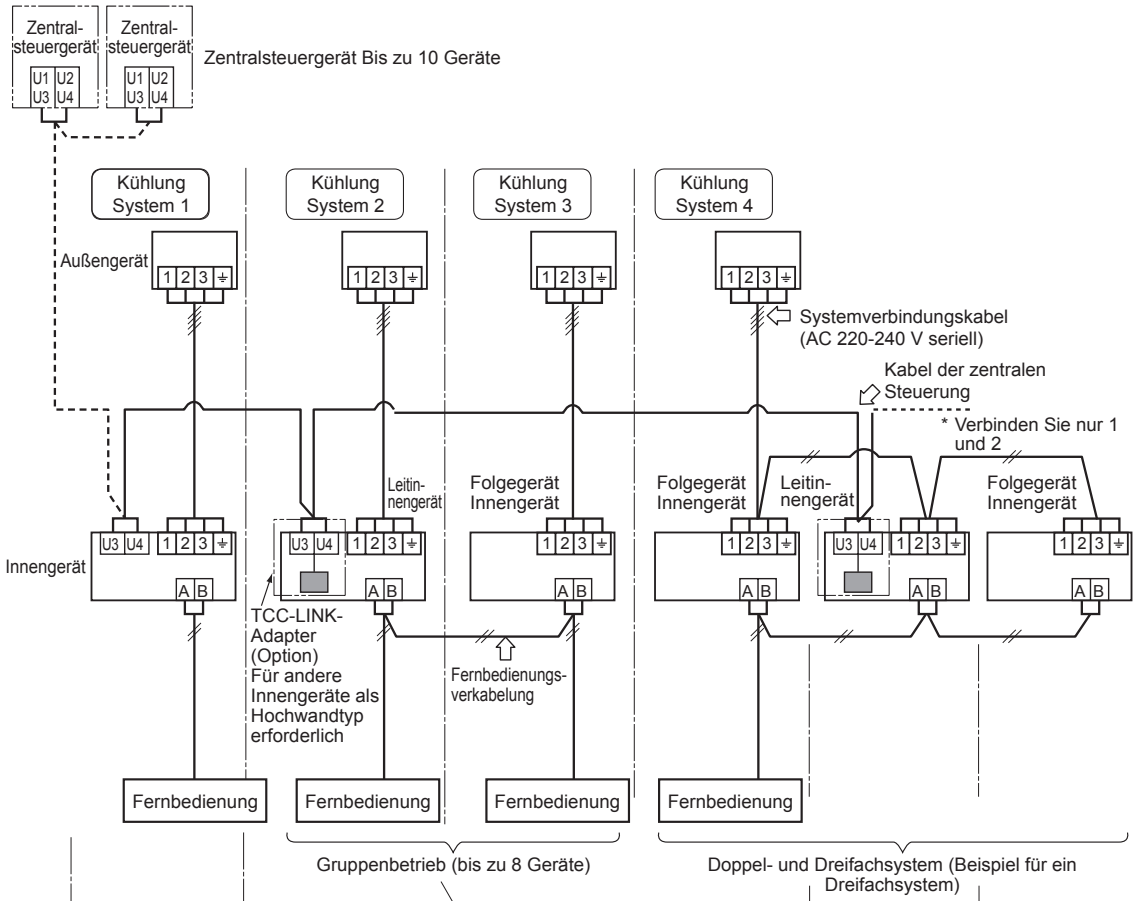 Zentral-
steuergerät
Zentral-
steuergerät
Zentralsteuergerät Bis zu 10 Geräte
U1 U2
U3 U4
U1 U2
U3 U4
Kühlung
System 1
Kühlung
System 2
Kühlung
System 3
Kühlung
System 4
Außengerät
1 2 3 ⏚
1 2 3 ⏚
1 2 3 ⏚
1 2 3 ⏚
Systemverbindungskabel
(AC 220-240 V seriell)
Kabel der zentralen
Steuerung
* Verbinden Sie nur 1
und 2
Leitin-
nengerät
Folgegerät
Innengerät
Folgegerät
Innengerät
Leitin-
nengerät
Folgegerät
Innengerät
Innengerät
U3 U4
1 2 3 ⏚
U3 U4
1 2 3 ⏚
1 2 3 ⏚
1 2 3 ⏚
U3 U4
1 2 3 ⏚
1 2 3 ⏚
A B
A B
A B
A B
A B
A B
TCC-LINK-
Adapter
(Option)
Für andere
Innengeräte als
Hochwandtyp
erforderlich
Fernbedienungs-
verkabelung
Fernbedienung
Fernbedienung
Fernbedienung
Fernbedienung
Gruppenbetrieb (bis zu 8 Geräte)
Doppel- und Dreifachsystem (Beispiel für ein
Dreifachsystem)